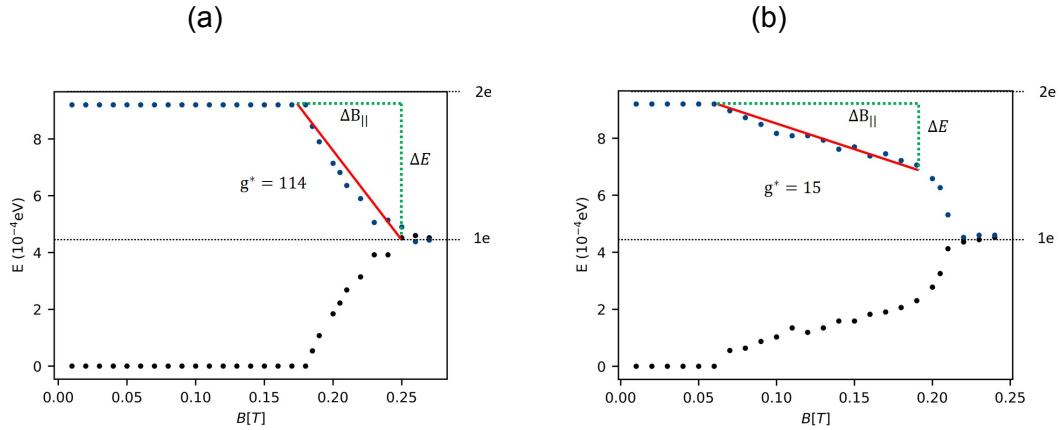 (a)
2e
8
ΔB||
ΔE
6
g* = 114
E (10⁻⁴eV)
1e
4
2
0
0.00 0.05 0.10 0.15 0.20 0.25
B[T]
(b)
2e
8
ΔB||
ΔE
6
g* = 15
E (10⁻⁴eV)
1e
4
2
0
0.00 0.05 0.10 0.15 0.20 0.25
B[T]